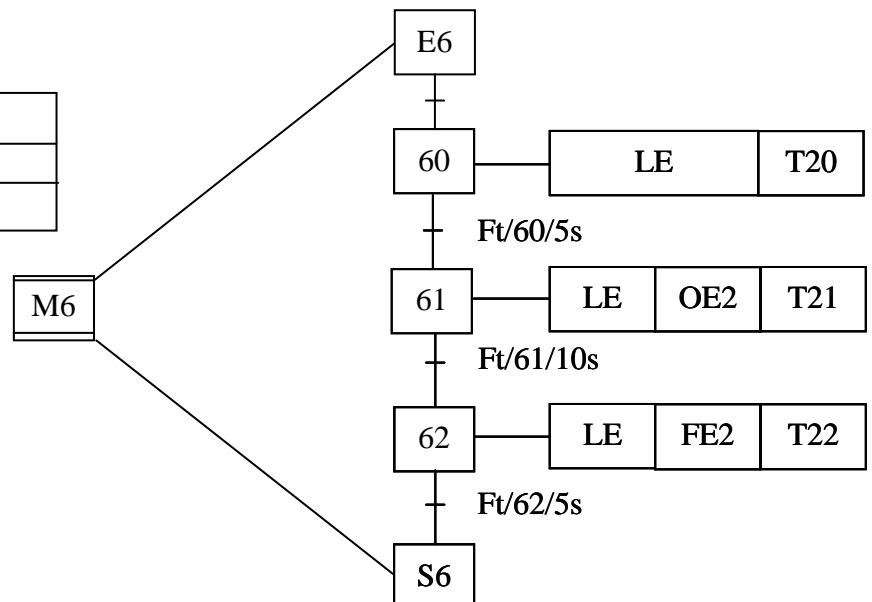 E6
60 LE T20
Ft/60/5s
61 LE OE2 T21
M6
Ft/61/10s
62 LE FE2 T22
Ft/62/5s
S6